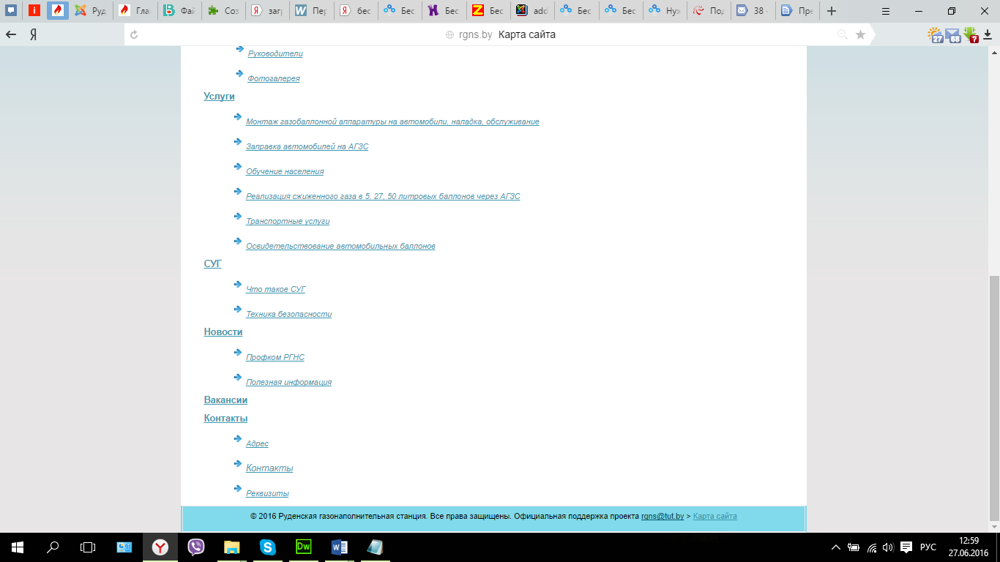 Руд
Гла
Фай
Соз
загр
Пер
бес
Бес
Бес
Бес
add
Бес
Бес
Нуж
Под
38 -
Пре
rgns.by Карта сайта
27
68
Руководители
Фотогалерея
Услуги
Монтаж газобаллонной аппаратуры на автомобили, наладка, обслуживание
Заправка автомобилей на АГЗС
Обучение населения
Реализация сжиженного газа в 5, 27, 50 литровых баллонов через АГЗС
Транспортные услуги
Освидетельствование автомобильных баллонов
СУГ
Что такое СУГ
Техника безопасности
Новости
Профком РГНС
Полезная информация
Вакансии
Контакты
Адрес
Контакты
Реквизиты
© 2016 Руденская газонаполнительная станция. Все права защищены. Официальная поддержка проекта rgns@tut.by > Карта сайта
Dw
РУС
12:59
27.06.2016